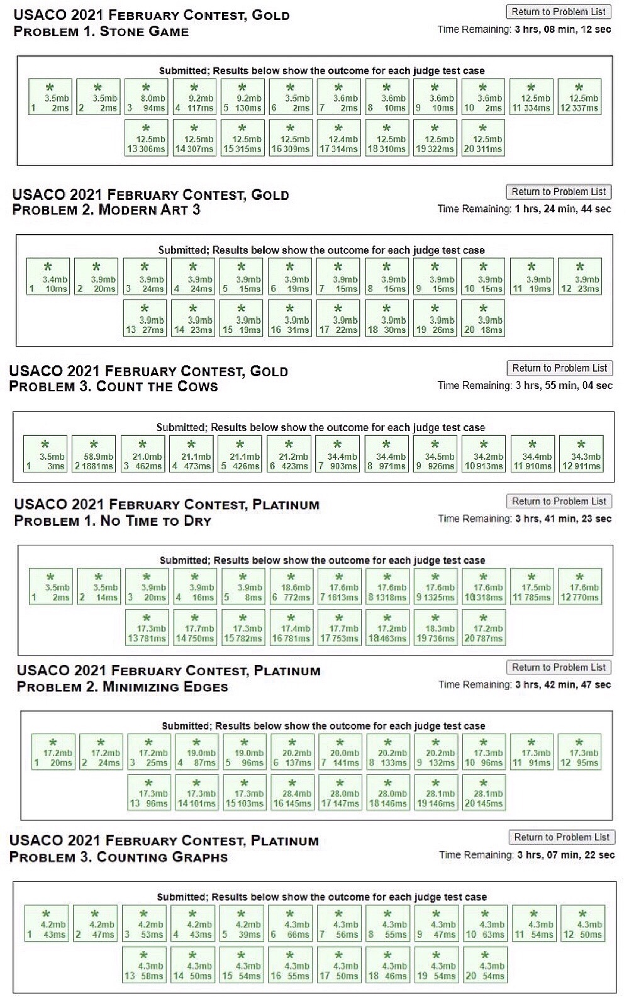 USACO 2021 February Contest, Gold
Return to Problem List
Problem 1. Stone Game
Time Remaining: 3 hrs, 08 min, 12 sec
Submitted; Results below show the outcome for each judge test case
* * * * * * * * * * * *
3.5mb 3.5mb 8.0mb 9.2mb 9.2mb 3.5mb 3.6mb 3.6mb 3.6mb 3.6mb 12.5mb 12.5mb
1 2ms 2 2ms 3 94ms 4 117ms 5 130ms 6 2ms 7 2ms 8 10ms 9 10ms 10 2ms 11 334ms 12 337ms
* * * * * * * *
12.5mb 12.5mb 12.5mb 12.5mb 12.4mb 12.5mb 12.5mb 12.5mb
13 306ms 14 307ms 15 315ms 16 309ms 17 314ms 18 310ms 19 322ms 20 311ms
USACO 2021 February Contest, Gold
Return to Problem List
Problem 2. Modern Art 3
Time Remaining: 1 hrs, 24 min, 44 sec
Submitted; Results below show the outcome for each judge test case
* * * * * * * * * * * *
3.4mb 3.9mb 3.9mb 3.9mb 3.9mb 3.9mb 3.9mb 3.9mb 3.9mb 3.9mb 3.9mb 3.9mb
1 10ms 2 20ms 3 24ms 4 24ms 5 15ms 6 19ms 7 15ms 8 15ms 9 15ms 10 15ms 11 19ms 12 23ms
* * * * * * * *
3.9mb 3.9mb 3.9mb 3.9mb 3.9mb 3.9mb 3.9mb 3.9mb
13 27ms 14 23ms 15 19ms 16 31ms 17 22ms 18 30ms 19 26ms 20 18ms
USACO 2021 February Contest, Gold
Return to Problem List
Problem 3. Count the Cows
Time Remaining: 3 hrs, 55 min, 04 sec
Submitted; Results below show the outcome for each judge test case
* * * * * * * * * * * *
3.5mb 58.9mb 21.0mb 21.1mb 21.1mb 21.2mb 34.4mb 34.4mb 34.5mb 34.2mb 34.4mb 34.3mb
1 3ms 2 1881ms 3 462ms 4 473ms 5 426ms 6 423ms 7 903ms 8 971ms 9 926ms 10 913ms 11 910ms 12 911ms
USACO 2021 February Contest, Platinum
Return to Problem List
Problem 1. No Time to Dry
Time Remaining: 3 hrs, 41 min, 23 sec
Submitted; Results below show the outcome for each judge test case
* * * * * * * * * * * *
3.5mb 3.5mb 3.9mb 3.9mb 3.9mb 18.6mb 17.6mb 17.6mb 17.6mb 17.6mb 17.5mb 17.6mb
1 2ms 2 14ms 3 20ms 4 16ms 5 8ms 6 772ms 7 1613ms 8 1318ms 9 1325ms 10 1318ms 11 785ms 12 770ms
* * * * * * * *
17.3mb 17.7mb 17.3mb 17.4mb 17.7mb 17.2mb 18.3mb 17.2mb
13 781ms 14 750ms 15 782ms 16 781ms 17 753ms 18 1463ms 19 736ms 20 787ms
USACO 2021 February Contest, Platinum
Return to Problem List
Problem 2. Minimizing Edges
Time Remaining: 3 hrs, 42 min, 47 sec
Submitted; Results below show the outcome for each judge test case
* * * * * * * * * * * *
17.2mb 17.2mb 17.2mb 19.0mb 19.0mb 20.2mb 20.0mb 20.2mb 20.2mb 17.3mb 17.3mb 17.3mb
1 20ms 2 24ms 3 25ms 4 87ms 5 96ms 6 137ms 7 141ms 8 133ms 9 132ms 10 96ms 11 91ms 12 95ms
* * * * * * * *
17.3mb 17.3mb 17.3mb 28.4mb 28.0mb 28.0mb 28.1mb 28.1mb
13 96ms 14 101ms 15 103ms 16 145ms 17 147ms 18 146ms 19 146ms 20 145ms
USACO 2021 February Contest, Platinum
Return to Problem List
Problem 3. Counting Graphs
Time Remaining: 3 hrs, 07 min, 22 sec
Submitted; Results below show the outcome for each judge test case
* * * * * * * * * * * *
4.2mb 4.2mb 4.2mb 4.2mb 4.2mb 4.3mb 4.3mb 4.3mb 4.3mb 4.3mb 4.3mb 4.3mb
1 43ms 2 47ms 3 53ms 4 43ms 5 39ms 6 66ms 7 56ms 8 55ms 9 47ms 10 63ms 11 54ms 12 50ms
* * * * * * * *
4.3mb 4.3mb 4.3mb 4.3mb 4.3mb 4.3mb 4.3mb 4.3mb
13 58ms 14 50ms 15 54ms 16 55ms 17 50ms 18 46ms 19 54ms 20 54ms